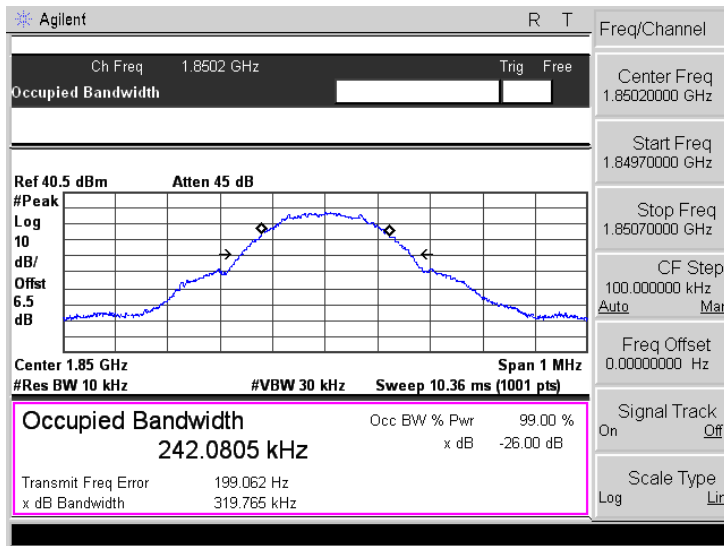 Agilent R T
Ch Freq 1.8502 GHz Trig Free
Occupied Bandwidth
Ref 40.5 dBm Atten 45 dB
#Peak
Log
10
dB/
Offst
6.5
dB
Center 1.85 GHz Span 1 MHz
#Res BW 10 kHz #VBW 30 kHz Sweep 10.36 ms (1001 pts)
Occupied Bandwidth
242.0805 kHz
Occ BW % Pwr 99.00 %
x dB -26.00 dB
Transmit Freq Error 199.062 Hz
x dB Bandwidth 319.765 kHz
Freq/Channel
Center Freq
1.85020000 GHz
Start Freq
1.84970000 GHz
Stop Freq
1.85070000 GHz
CF Step
100.000000 kHz
Auto Mar
Freq Offset
0.00000000 Hz
Signal Track
On Off
Scale Type
Log Lin